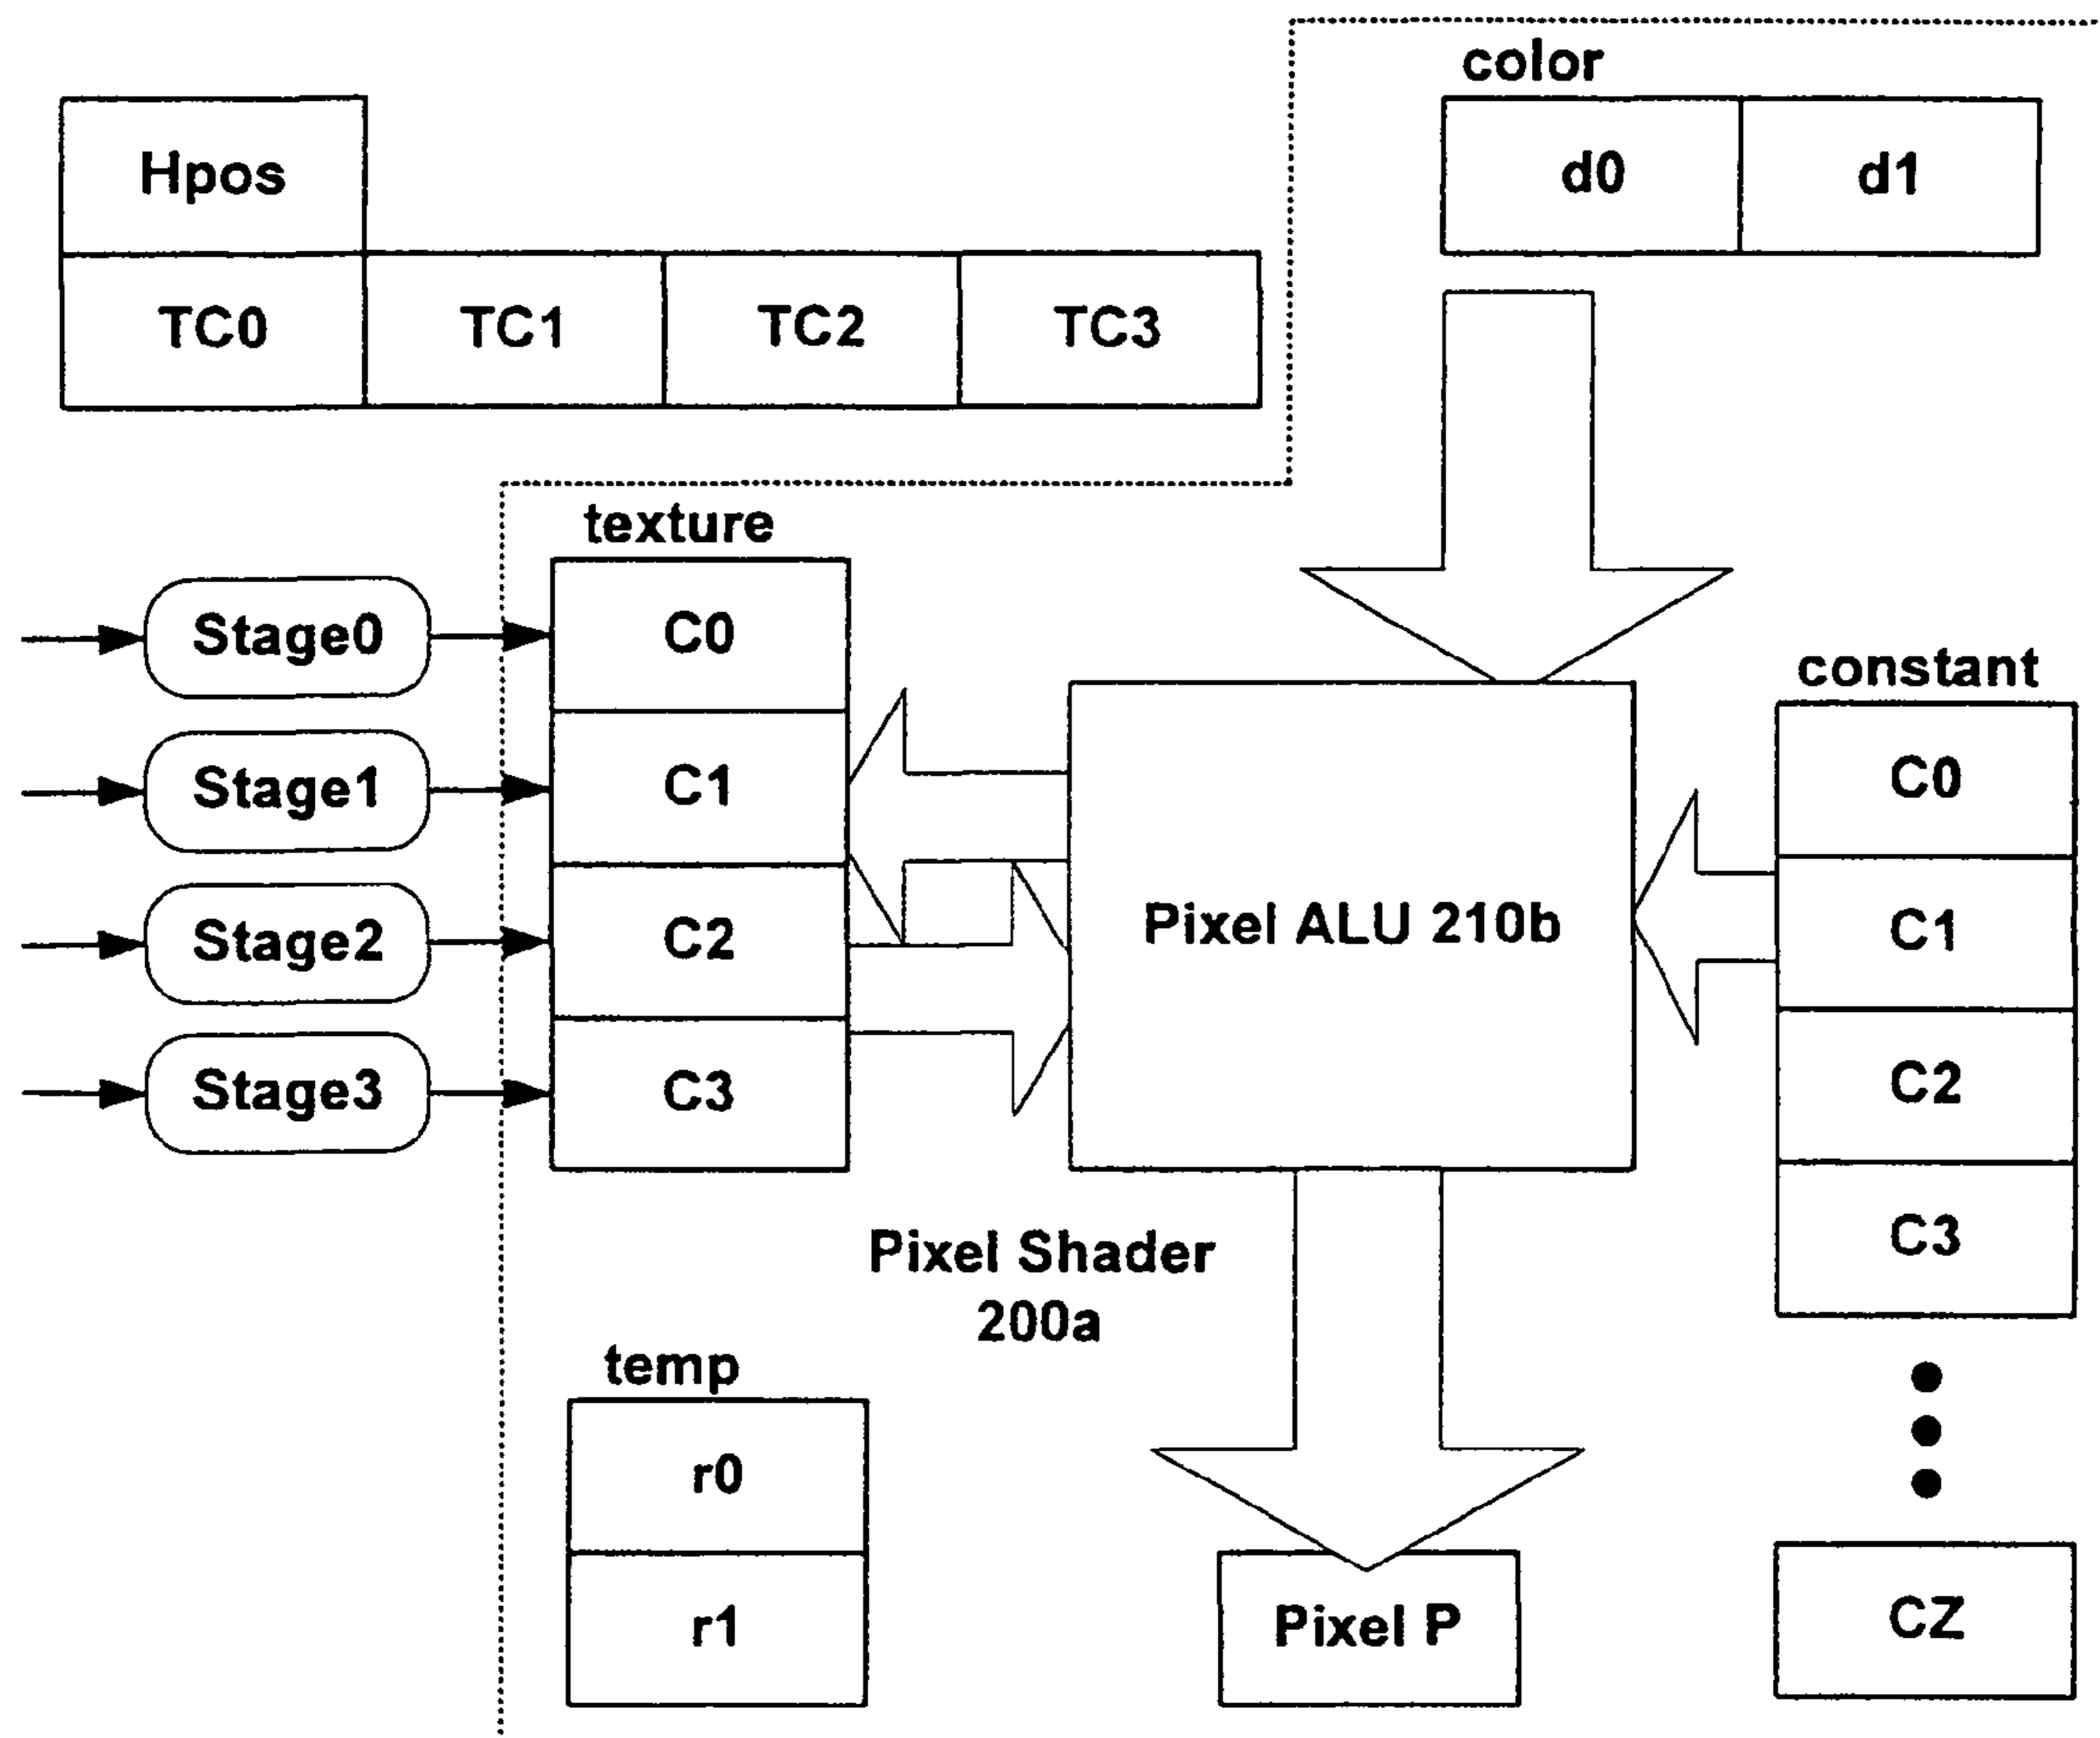 color
Hpos
d0 d1
TC0 TC1 TC2 TC3
texture
Stage0 C0
constant
Stage1 C1
C0
Stage2 C2
Pixel ALU 210b
C1
Stage3 C3
C2
Pixel Shader
200a
C3
temp
r0
r1
Pixel P
CZ